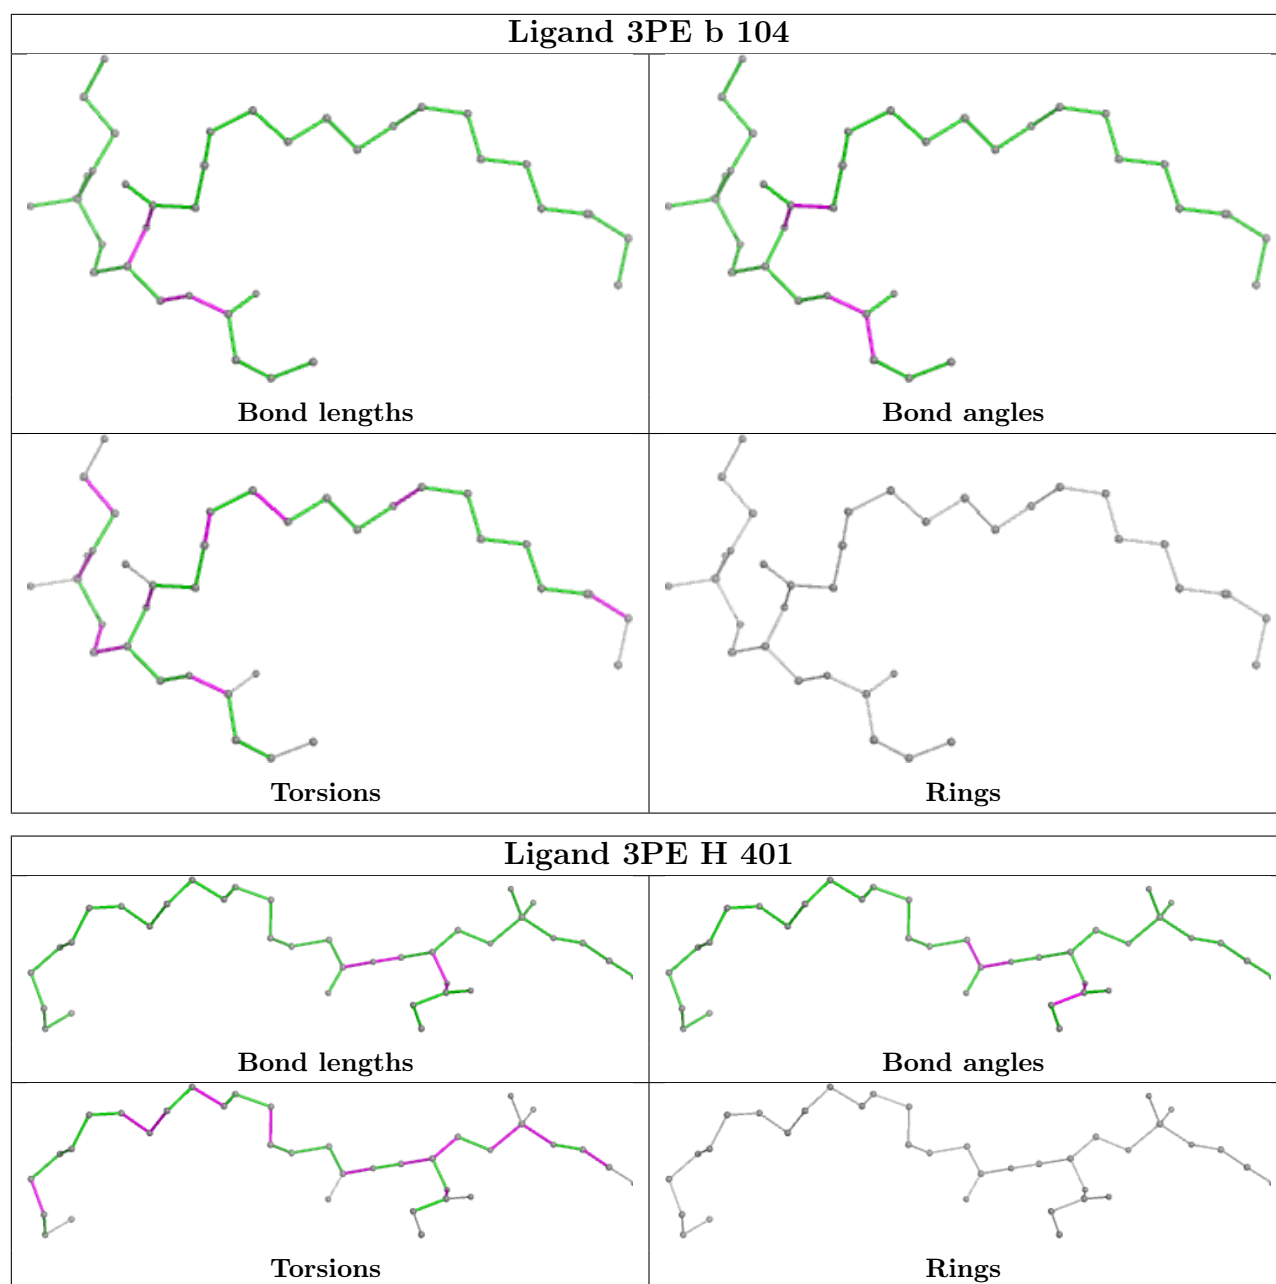 Ligand 3PE b 104
Bond lengths
Bond angles
Torsions
Rings
Ligand 3PE H 401
Bond lengths
Bond angles
Torsions
Rings